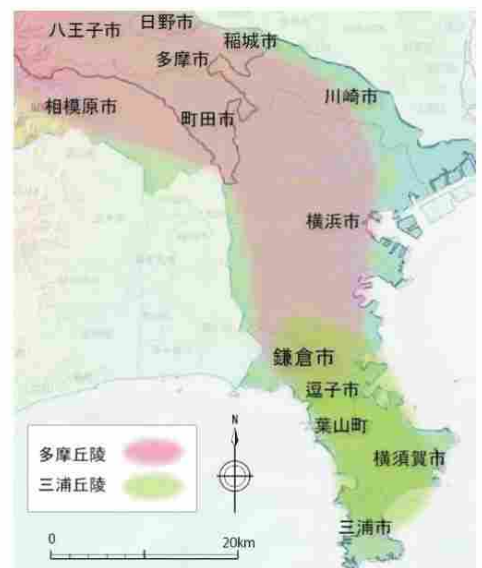 八王子市
日野市
稲城市
多摩市
川崎市
相模原市
町田市
横浜市
鎌倉市
逗子市
葉山町
横須賀市
三浦市
多摩丘陵
三浦丘陵
N
0
20km